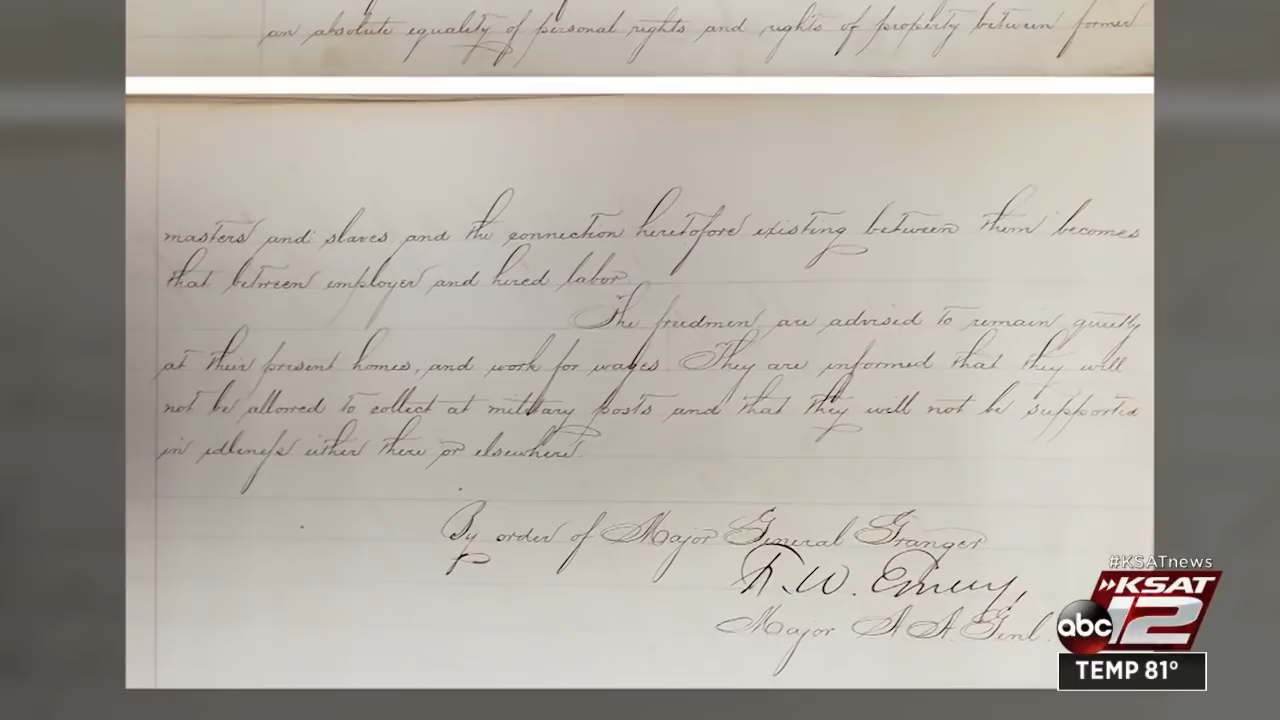 an absolute equality of personal rights and rights of property between former
masters and slaves and the connection heretofore existing between them becomes
that between employer and hired labor.
The freedmen are advised to remain quietly
at their present homes, and work for wages. They are informed that they will
not be allowed to collect at military posts and that they will not be supported
in idleness either there or elsewhere.
By order of Major General Granger
F. W. Emery,
Major A. A. Genl.
#KSATnews
KSAT
abc 12
TEMP 81°